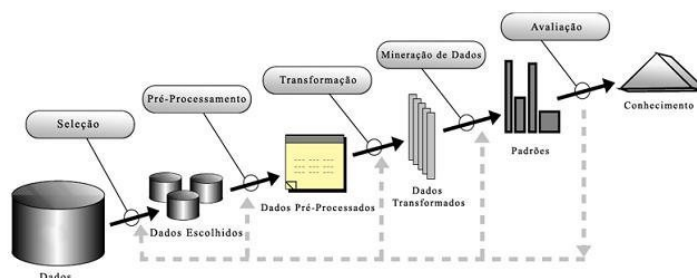 Avaliação
Mineração de Dados
Transformação
Pré-Processamento
Seleção
Conhecimento
Padrões
Dados
Transformados
Dados Pré-Processados
Dados Escolhidos
Dados